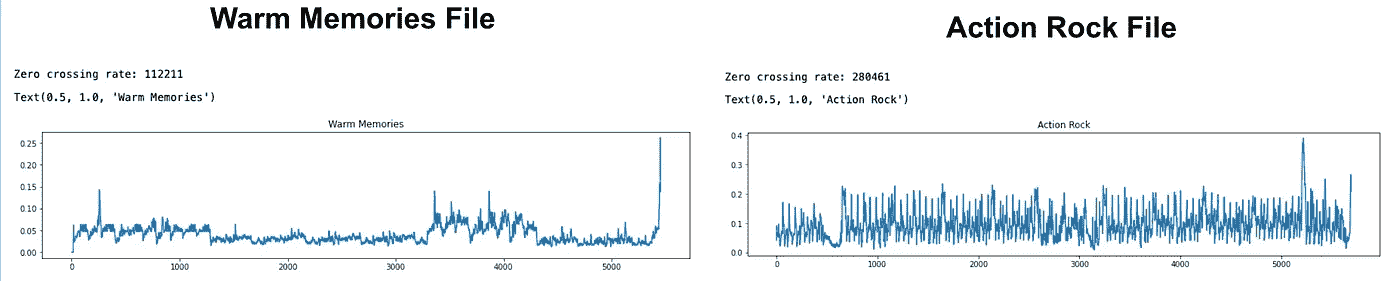 Warm Memories File
Zero crossing rate: 112211
Text(0.5, 1.0, 'Warm Memories')
Warm Memories
0.25
0.20
0.15
0.10
0.05
0.00
0 1000 2000 3000 4000 5000
Action Rock File
Zero crossing rate: 280461
Text(0.5, 1.0, 'Action Rock')
Action Rock
0.4
0.3
0.2
0.1
0.0
0 1000 2000 3000 4000 5000